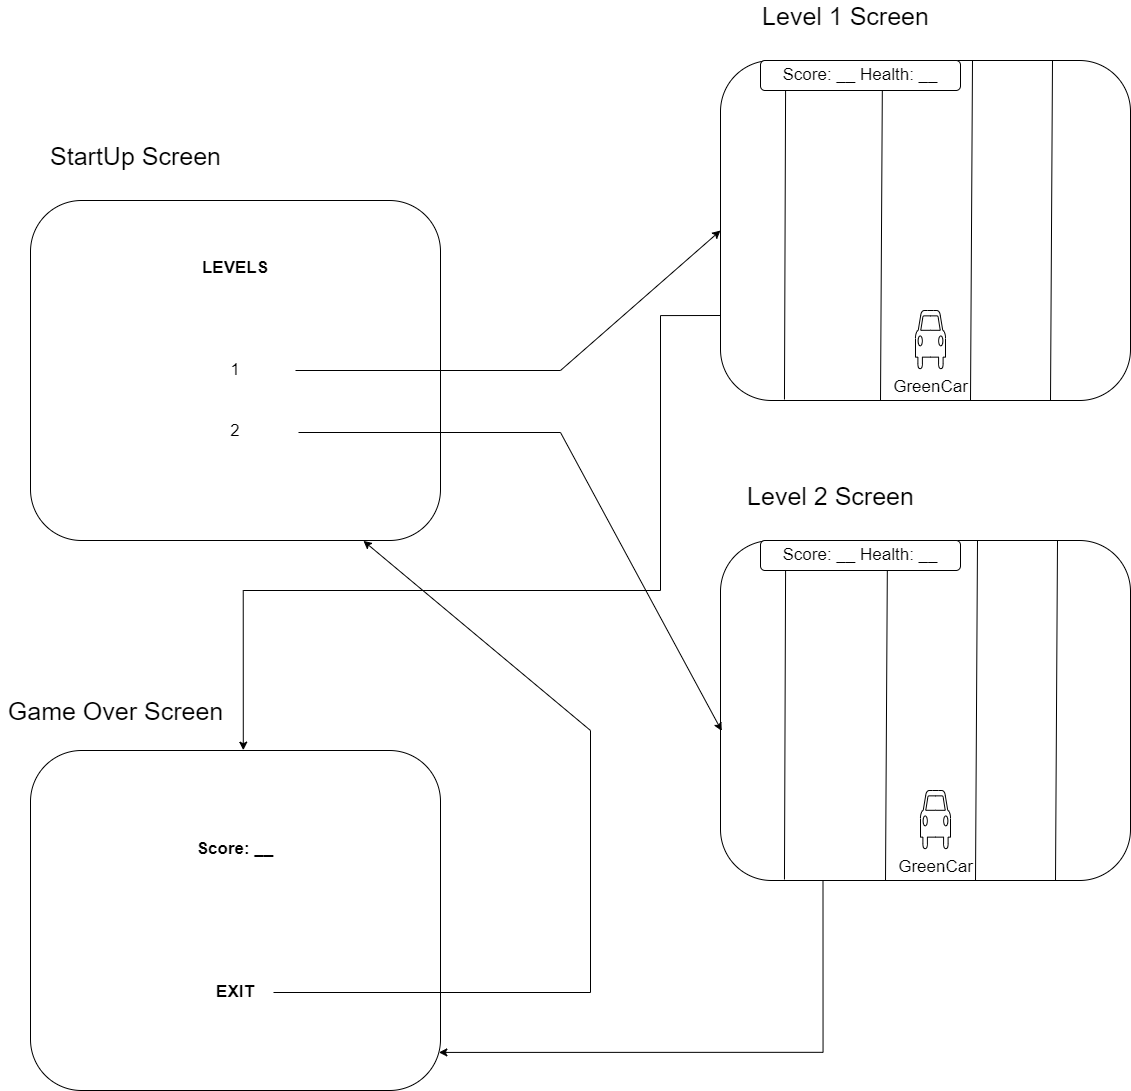 Level 1 Screen
Score: __ Health: __
GreenCar
StartUp Screen
LEVELS
1
2
Level 2 Screen
Score: __ Health: __
GreenCar
Game Over Screen
Score: __
EXIT